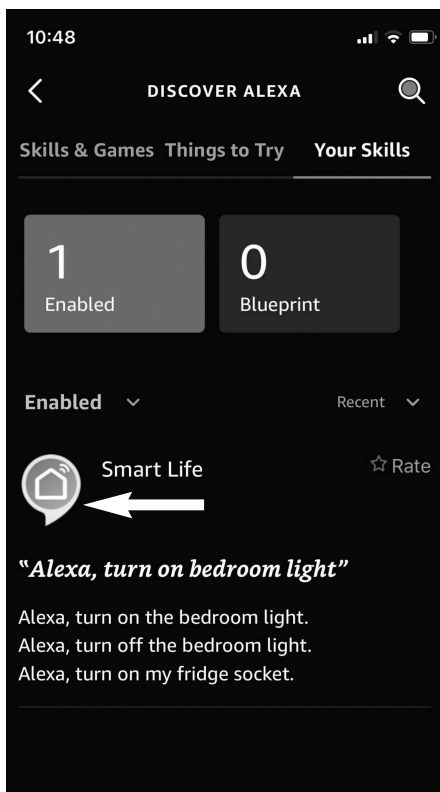 10:48
DISCOVER ALEXA
Skills & Games Things to Try Your Skills
1
Enabled
0
Blueprint
Enabled
Recent
Smart Life
Rate
“Alexa, turn on bedroom light”
Alexa, turn on the bedroom light.
Alexa, turn off the bedroom light.
Alexa, turn on my fridge socket.